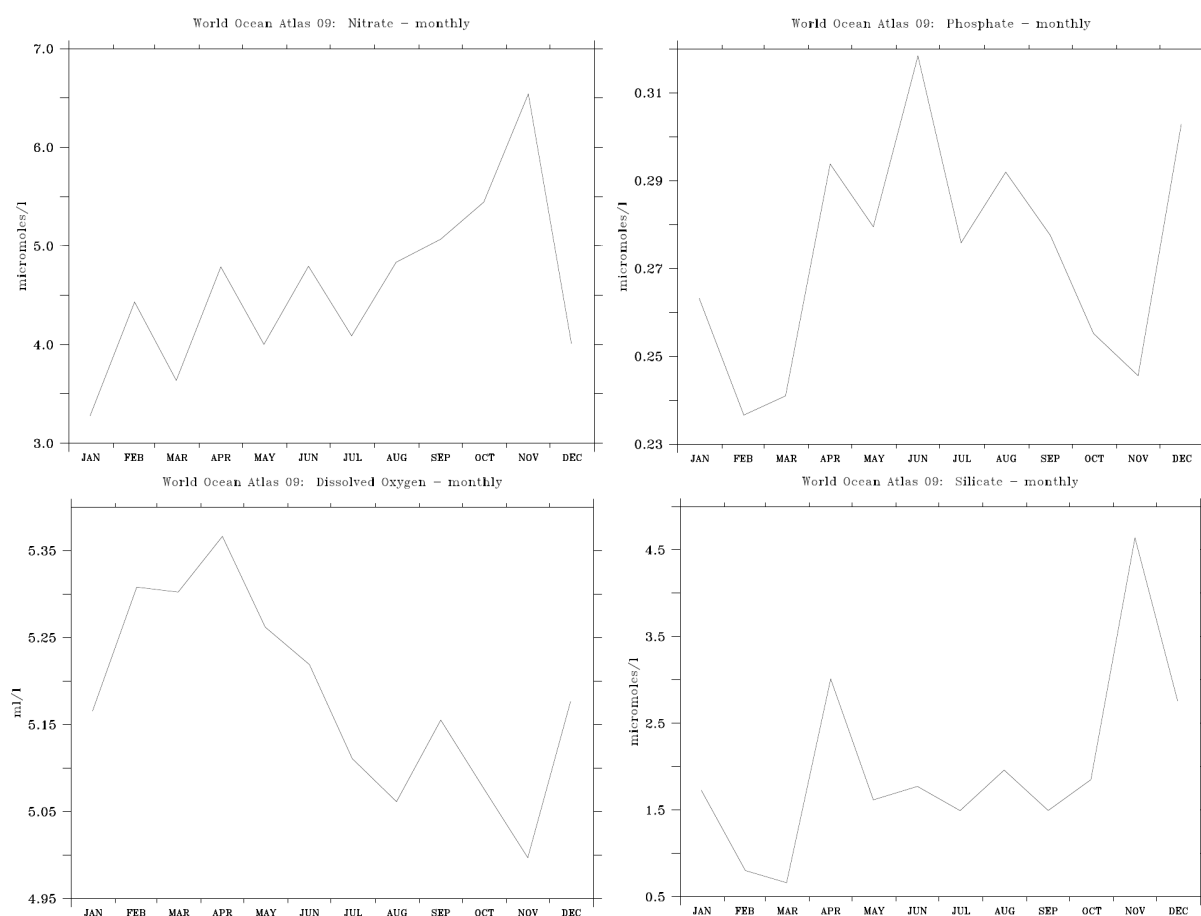 World Ocean Atlas 09: Nitrate – monthly
7.0
6.0
5.0
4.0
3.0
micromoles/l
JAN FEB MAR APR MAY JUN JUL AUG SEP OCT NOV DEC
World Ocean Atlas 09: Phosphate – monthly
0.31
0.29
0.27
0.25
0.23
micromoles/l
JAN FEB MAR APR MAY JUN JUL AUG SEP OCT NOV DEC
World Ocean Atlas 09: Dissolved Oxygen – monthly
5.35
5.25
5.15
5.05
4.95
ml/l
JAN FEB MAR APR MAY JUN JUL AUG SEP OCT NOV DEC
World Ocean Atlas 09: Silicate – monthly
4.5
3.5
2.5
1.5
0.5
micromoles/l
JAN FEB MAR APR MAY JUN JUL AUG SEP OCT NOV DEC